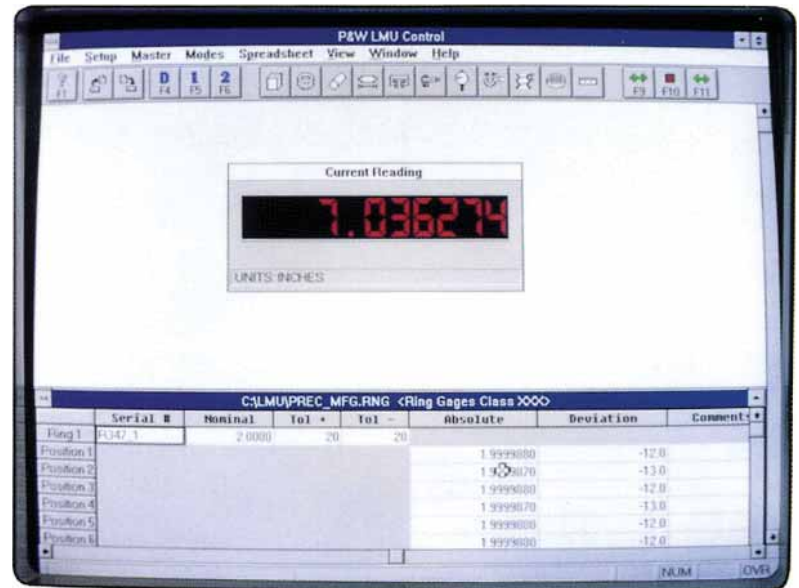 P&W LMU Control
File Setup Master Modes Spreadsheet View Window Help
? D 1 2
F1 F4 F5 F6 F9 F10 F11
Current Reading
7.036274
UNITS: INCHES
C:\LMU\PREC_MFG.RNG <Ring Gages Class XXX>
Serial # Nominal Tol + Tol - Absolute Deviation Comments
Ring 1 2.0000 20 20
Position 1 1.9999880 -12.0
Position 2 -13.0
Position 3 1.9999880 -12.0
Position 4 1.9999870 -13.0
Position 5 1.9999880 -12.0
Position 6 1.9999880 -12.0
NUM OVR